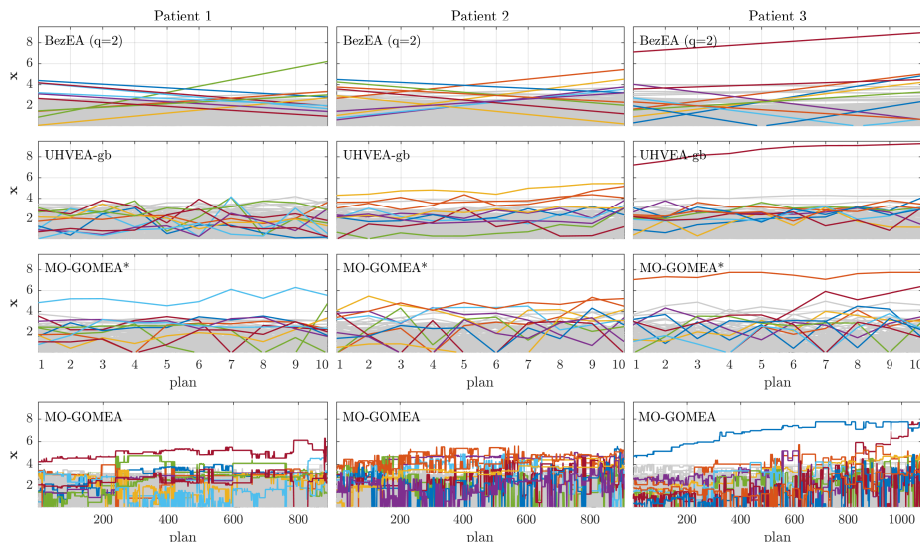 Patient 1 Patient 2 Patient 3
8 BezEA (q=2) BezEA (q=2) BezEA (q=2)
6
x
4
2
8 UHVEA-gb UHVEA-gb UHVEA-gb
6
x
4
2
8 MO-GOMEA* MO-GOMEA* MO-GOMEA*
6
x
4
2
1 2 3 4 5 6 7 8 9 10 1 2 3 4 5 6 7 8 9 10 1 2 3 4 5 6 7 8 9 10
plan plan plan
8 MO-GOMEA MO-GOMEA MO-GOMEA
6
x
4
2
200 400 600 800 200 400 600 800 200 400 600 800 1000
plan plan plan